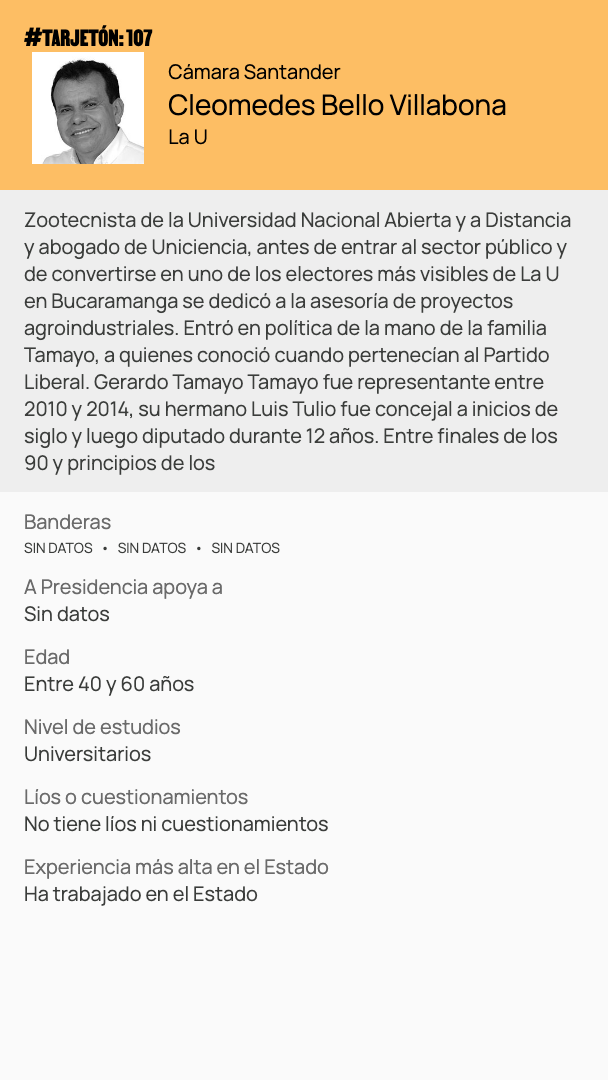 #TARJETÓN: 107
Cámara Santander
Cleomedes Bello Villabona
La U
Zootecnista de la Universidad Nacional Abierta y a Distancia
y abogado de Uniciencia, antes de entrar al sector público y
de convertirse en uno de los electores más visibles de La U
en Bucaramanga se dedicó a la asesoría de proyectos
agroindustriales. Entró en política de la mano de la familia
Tamayo, a quienes conoció cuando pertenecían al Partido
Liberal. Gerardo Tamayo Tamayo fue representante entre
2010 y 2014, su hermano Luis Tulio fue concejal a inicios de
siglo y luego diputado durante 12 años. Entre finales de los
90 y principios de los
Banderas
SIN DATOS • SIN DATOS • SIN DATOS
A Presidencia apoya a
Sin datos
Edad
Entre 40 y 60 años
Nivel de estudios
Universitarios
Líos o cuestionamientos
No tiene líos ni cuestionamientos
Experiencia más alta en el Estado
Ha trabajado en el Estado